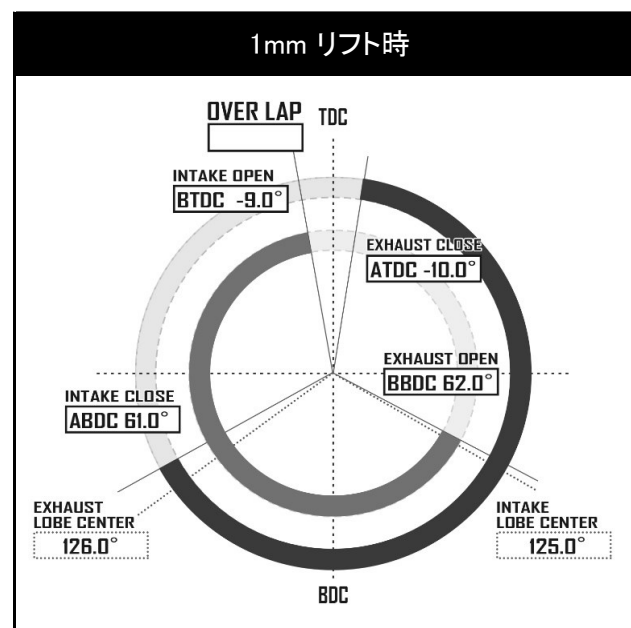 1mm リフト時
OVER LAP
TDC
INTAKE OPEN
BTDC -9.0°
EXHAUST CLOSE
ATDC -10.0°
EXHAUST OPEN
BBDC 62.0°
INTAKE CLOSE
ABDC 61.0°
EXHAUST
LOBE CENTER
126.0°
INTAKE
LOBE CENTER
125.0°
BDC